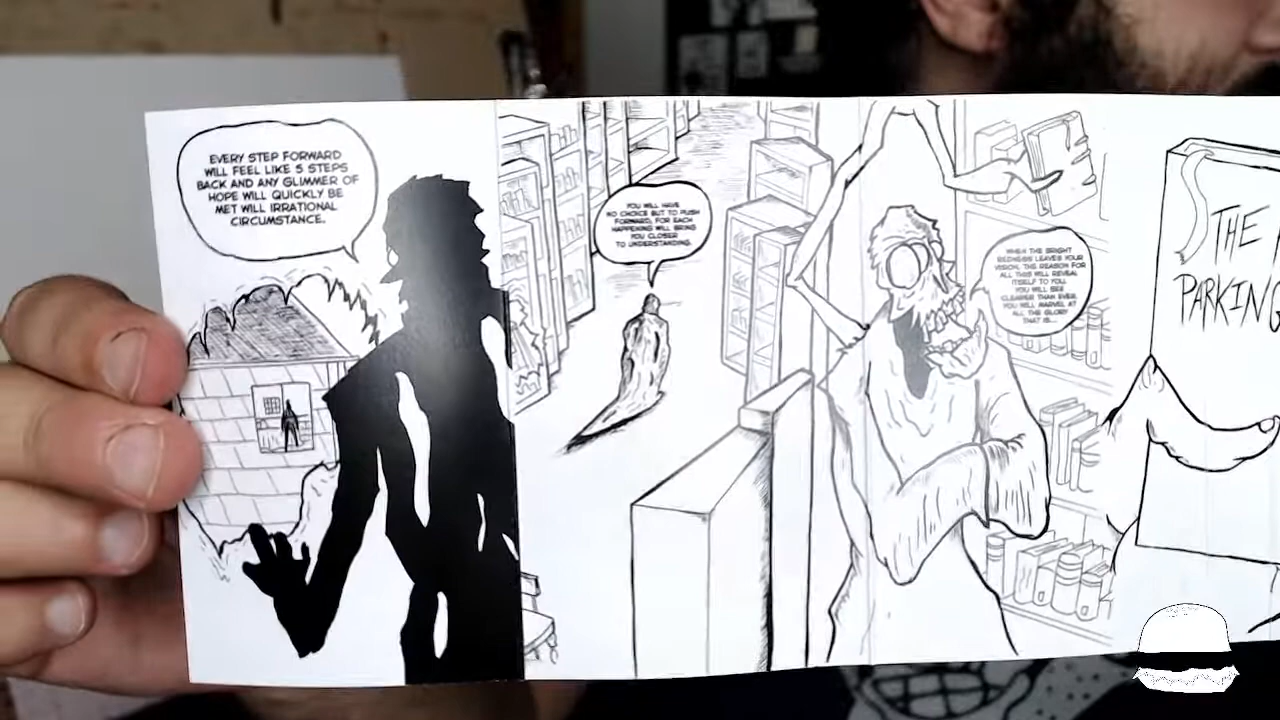 EVERY STEP FORWARD
WILL FEEL LIKE 5 STEPS
BACK AND ANY GLIMMER OF
HOPE WILL QUICKLY BE
MET WILL IRRATIONAL
CIRCUMSTANCE.
YOU WILL HAVE
NO CHOICE BUT TO PUSH
FORWARD, FOR EACH
HAPPENING WILL BRING
YOU CLOSER
TO UNDERSTANDING.
WHEN THE BRIGHT
REDNESS LEAVES YOUR
VISION, THE REASON FOR
ALL THIS WILL REVEAL
ITSELF TO YOU
YOU WILL SEE
CLEARER THAN EVER.
YOU WILL MARVEL AT
ALL THE GLORY
THAT IS...
THE
PARKING